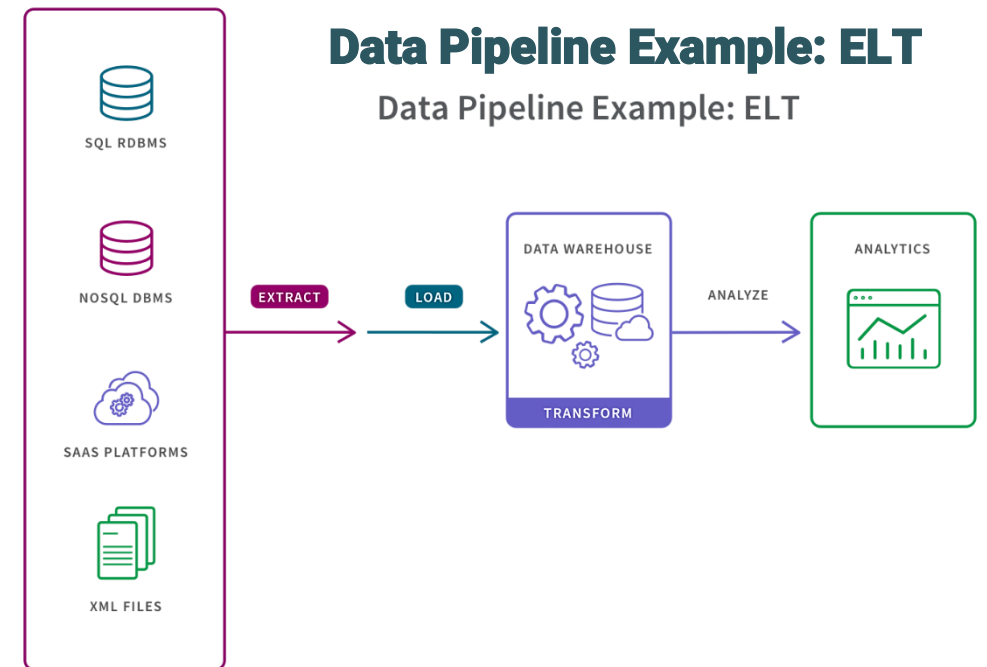 Data Pipeline Example: ELT
Data Pipeline Example: ELT
SQL RDBMS
NOSQL DBMS
SAAS PLATFORMS
XML FILES
EXTRACT
LOAD
DATA WAREHOUSE
TRANSFORM
ANALYZE
ANALYTICS